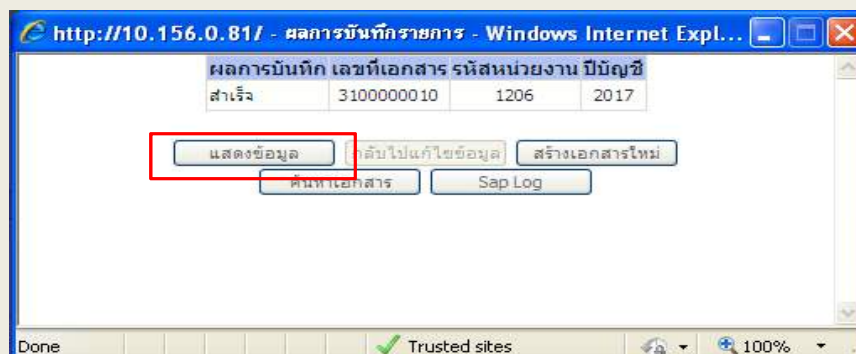 http://10.156.0.81/ - ผลการบันทึกรายการ - Windows Internet Expl...
ผลการบันทึก เลขที่เอกสาร รหัสหน่วยงาน ปีบัญชี
สำเร็จ 3100000010 1206 2017
แสดงข้อมูล กลับไปแก้ไขข้อมูล สร้างเอกสารใหม่
ค้นหาเอกสาร Sap Log
Done Trusted sites 100%